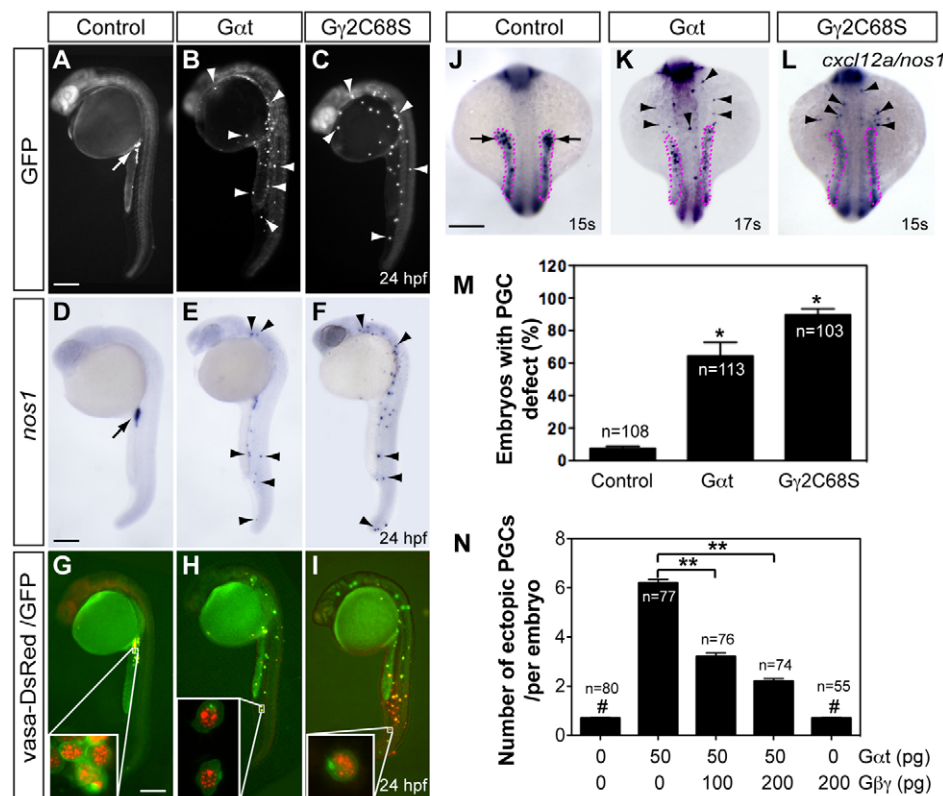 Control
Gαt
Gγ2C68S
GFP
A
B
C
24 hpf
nos1
D
E
F
24 hpf
vasa-DsRed /GFP
G
H
I
24 hpf
Control
Gαt
Gγ2C68S
J
K
L
cxcl12a/nos1
15s
17s
15s
M
Embryos with PGC
defect (%)
120
100
80
60
40
20
0
n=108
*
n=113
*
n=103
Control
Gαt
Gγ2C68S
N
Number of ectopic PGCs
/per embryo
8
6
4
2
0
**
**
n=80
#
n=77
n=76
n=74
n=55
#
0 50 50 50 0 Gαt (pg)
0 0 100 200 200 Gβγ (pg)